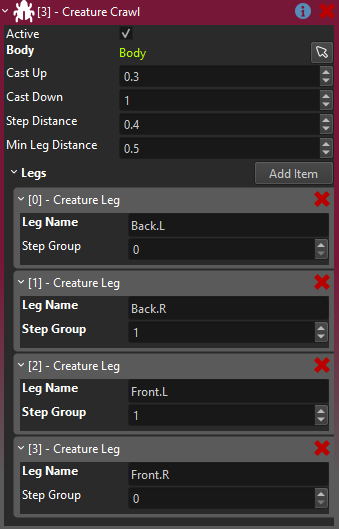 [3] - Creature Crawl
Active
Body Body
Cast Up 0.3
Cast Down 1
Step Distance 0.4
Min Leg Distance 0.5
Legs Add Item
[0] - Creature Leg
Leg Name Back.L
Step Group 0
[1] - Creature Leg
Leg Name Back.R
Step Group 1
[2] - Creature Leg
Leg Name Front.L
Step Group 1
[3] - Creature Leg
Leg Name Front.R
Step Group 0